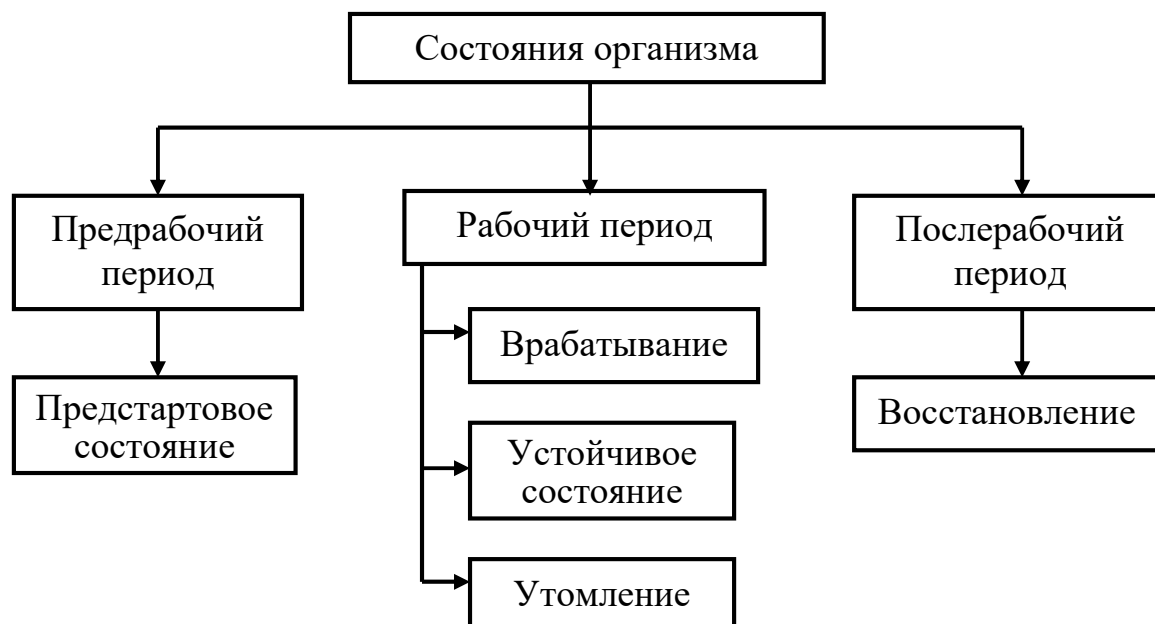 Состояния организма
Предрабочий
период
Рабочий период
Послерабочий
период
Врабатывание
Предстартовое
состояние
Восстановление
Устойчивое
состояние
Утомление